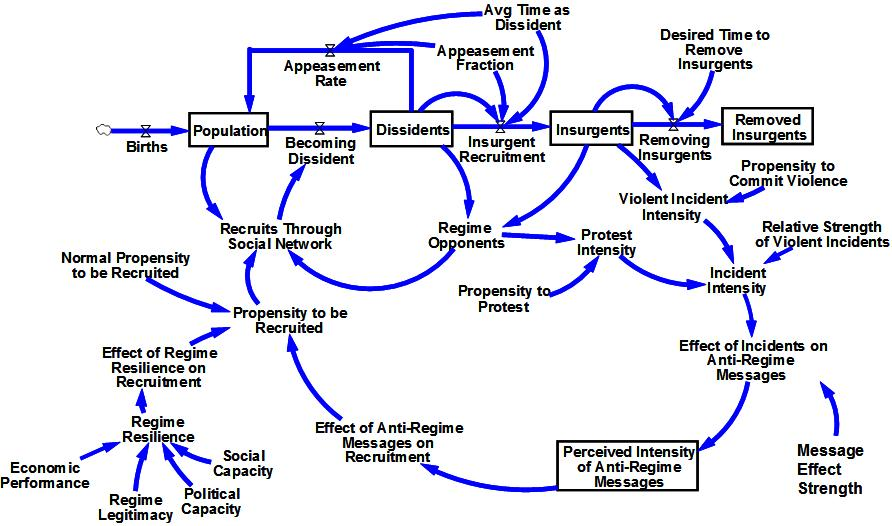 Avg Time as
Dissident
Appeasement
Fraction
Desired Time to
Remove
Insurgents
Appeasement
Rate
Births
Population
Becoming
Dissident
Dissidents
Insurgent
Recruitment
Insurgents
Removing
Insurgents
Removed
Insurgents
Propensity to
Commit Violence
Violent Incident
Intensity
Recruits Through
Social Network
Regime
Opponents
Protest
Intensity
Relative Strength
of Violent Incidents
Incident
Intensity
Normal Propensity
to be Recruited
Propensity to
Protest
Propensity to be
Recruited
Effect of Regime
Resilience on
Recruitment
Effect of Incidents on
Anti-Regime
Messages
Regime
Resilience
Effect of Anti-Regime
Messages on
Recruitment
Perceived Intensity
of Anti-Regime
Messages
Message
Effect
Strength
Economic
Performance
Regime
Legitimacy
Political
Capacity
Social
Capacity